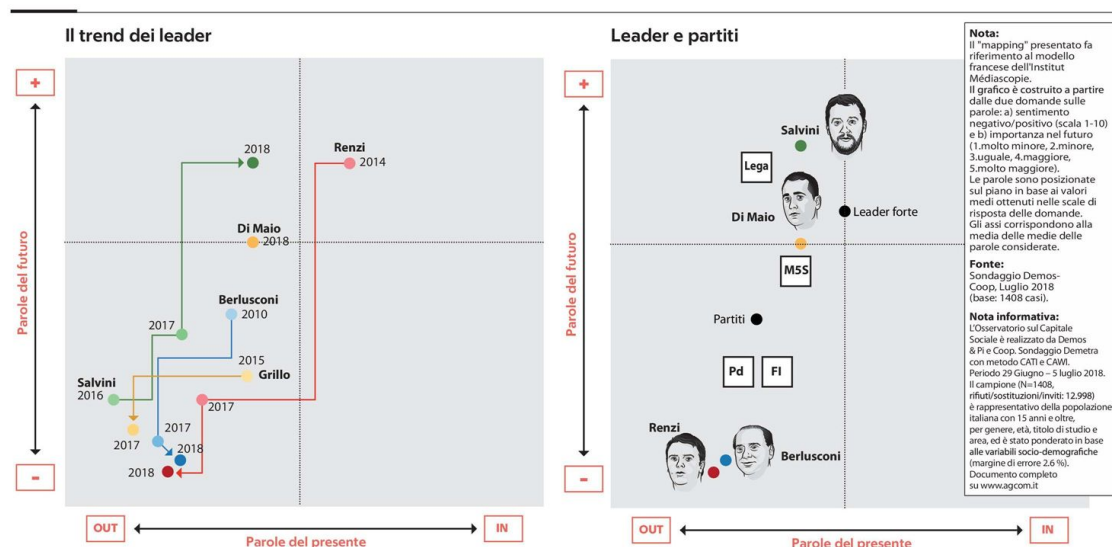 Il trend dei leader
+
-
Parole del futuro
2018
Renzi
2014
Di Maio
2018
Berlusconi
2010
2017
2015
Grillo
Salvini
2016
2017
2017
2017
2018
2018
OUT
IN
Parole del presente
Leader e partiti
+
-
Parole del futuro
Salvini
Lega
Di Maio
Leader forte
M5S
Partiti
Pd
FI
Renzi
Berlusconi
OUT
IN
Parole del presente
Nota:
Il "mapping" presentato fa
riferimento al modello
francese dell'Institut
Médiascopie.
Il grafico è costruito a partire
dalle due domande sulle
parole: a) sentimento
negativo/positivo (scala 1-10)
e b) importanza nel futuro
(1.molto minore, 2.minore,
3.uguale, 4.maggiore,
5.molto maggiore).
Le parole sono posizionate
sul piano in base ai valori
medi ottenuti nelle scale di
risposta delle domande.
Gli assi corrispondono alla
media delle medie delle
parole considerate.
Fonte:
Sondaggio Demos-
Coop, Luglio 2018
(base: 1408 casi).
Nota informativa:
L'Osservatorio sul Capitale
Sociale è realizzato da Demos
& Pi e Coop. Sondaggio Demetra
con metodo CATI e CAWI.
Periodo 29 Giugno – 5 luglio 2018.
Il campione (N=1408,
rifiuti/sostituzioni/inviti: 12.998)
è rappresentativo della popolazione
italiana con 15 anni e oltre,
per genere, età, titolo di studio e
area, ed è stato ponderato in base
alle variabili socio-demografiche
(margine di errore 2.6 %).
Documento completo
su www.agcom.it